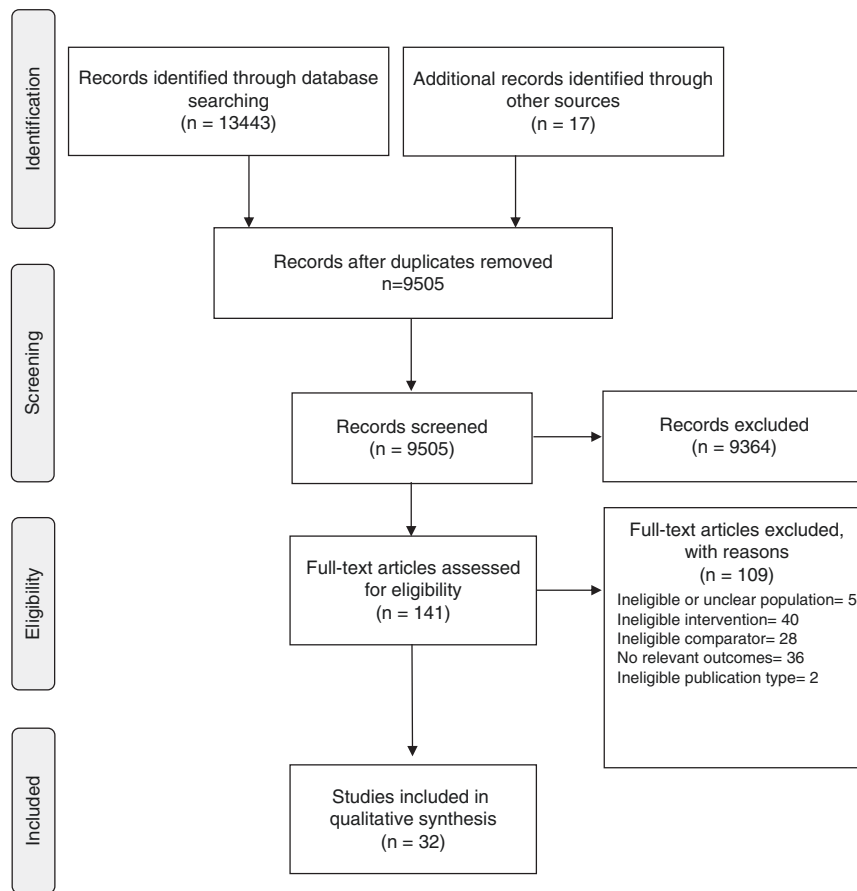 Identification
Records identified through database
searching
(n = 13443)
Additional records identified through
other sources
(n = 17)
Records after duplicates removed
n=9505
Screening
Records screened
(n = 9505)
Records excluded
(n = 9364)
Eligibility
Full-text articles assessed
for eligibility
(n = 141)
Full-text articles excluded,
with reasons
(n = 109)
Ineligible or unclear population= 5
Ineligible intervention= 40
Ineligible comparator= 28
No relevant outcomes= 36
Ineligible publication type= 2
Included
Studies included in
qualitative synthesis
(n = 32)